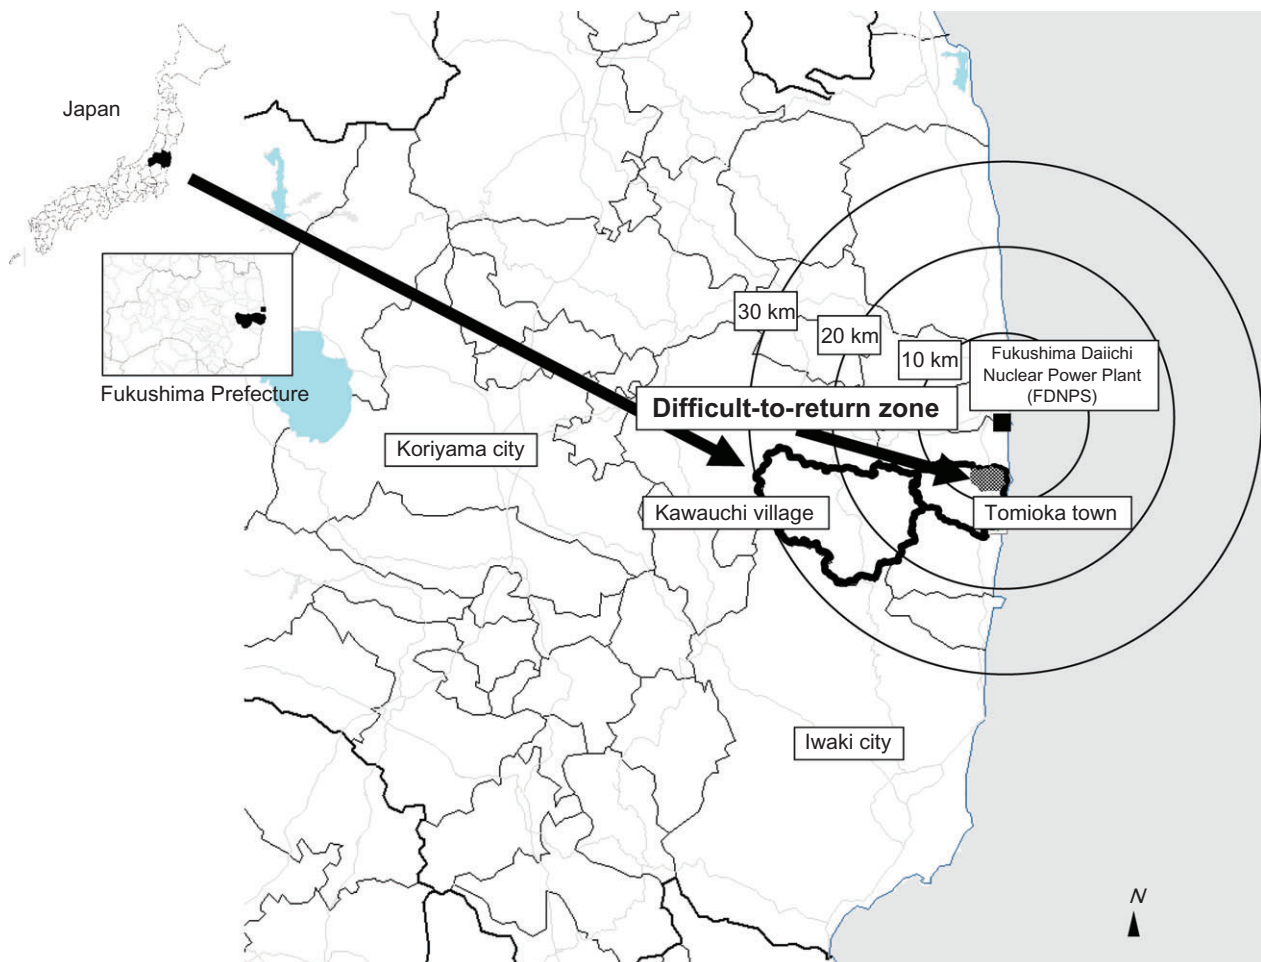 Japan
Fukushima Prefecture
30 km
20 km
10 km
Fukushima Daiichi
Nuclear Power Plant
(FDNPS)
Difficult-to-return zone
Koriyama city
Kawauchi village
Tomioka town
Iwaki city
N